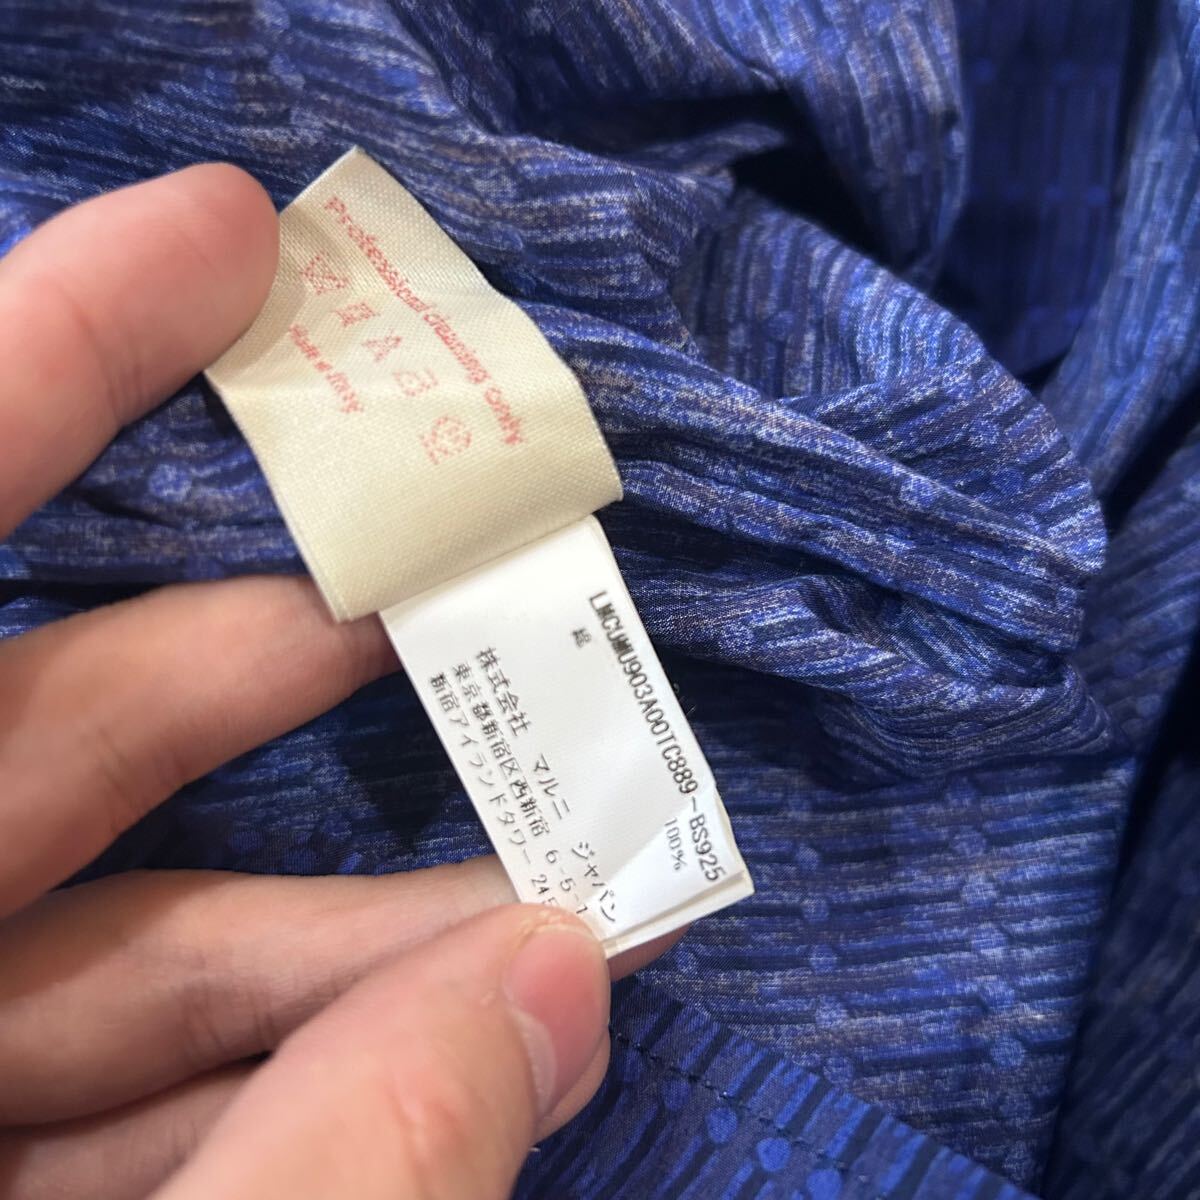 Professional cleaning only
Made in Italy
LMCUMU903A00TC889-BS925
綿 100%
株式会社 マルニ ジャパン
東京都新宿区西新宿 6-5-1
新宿アイランドタワー 24F